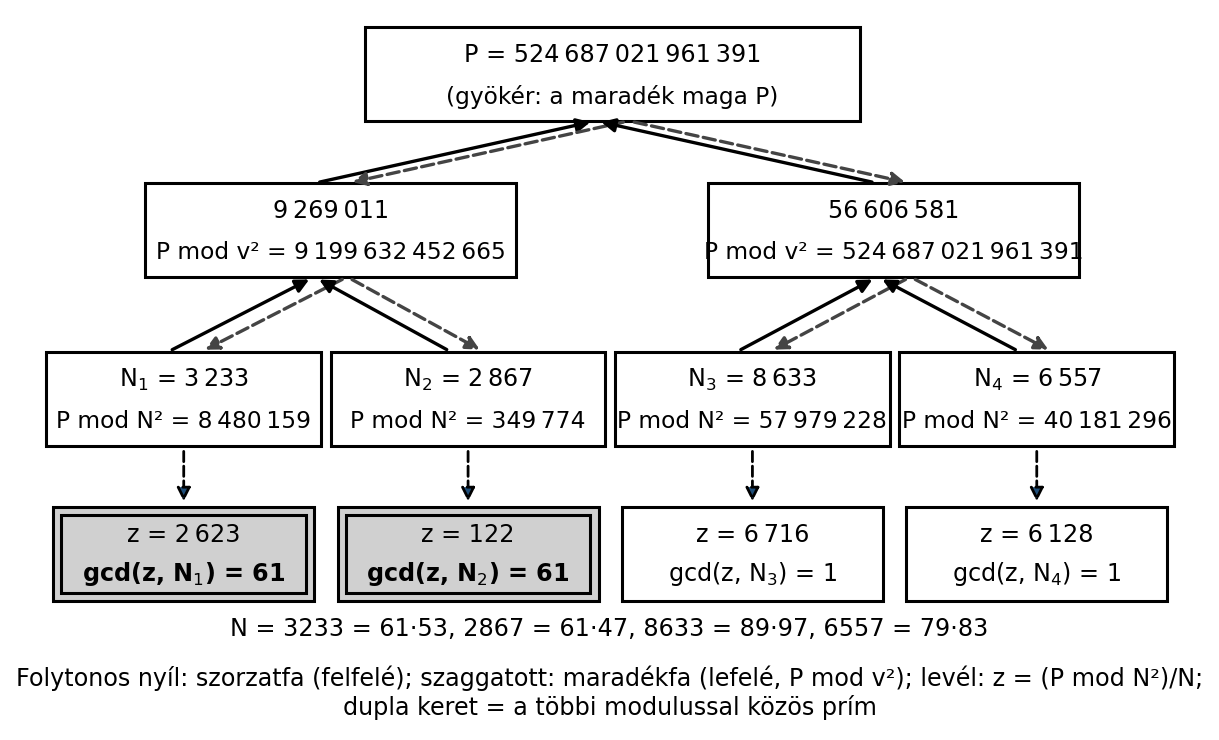 P = 524 687 021 961 391
(gyökér: a maradék maga P)
9 269 011
P mod v² = 9 199 632 452 665
56 606 581
P mod v² = 524 687 021 961 391
N₁ = 3 233
P mod N² = 8 480 159
N₂ = 2 867
P mod N² = 349 774
N₃ = 8 633
P mod N² = 57 979 228
N₄ = 6 557
P mod N² = 40 181 296
z = 2 623
gcd(z, N₁) = 61
z = 122
gcd(z, N₂) = 61
z = 6 716
gcd(z, N₃) = 1
z = 6 128
gcd(z, N₄) = 1
N = 3233 = 61·53, 2867 = 61·47, 8633 = 89·97, 6557 = 79·83
Folytonos nyíl: szorzatfa (felfelé); szaggatott: maradékfa (lefelé, P mod v²); levél: z = (P mod N²)/N;
dupla keret = a többi modulussal közös prím